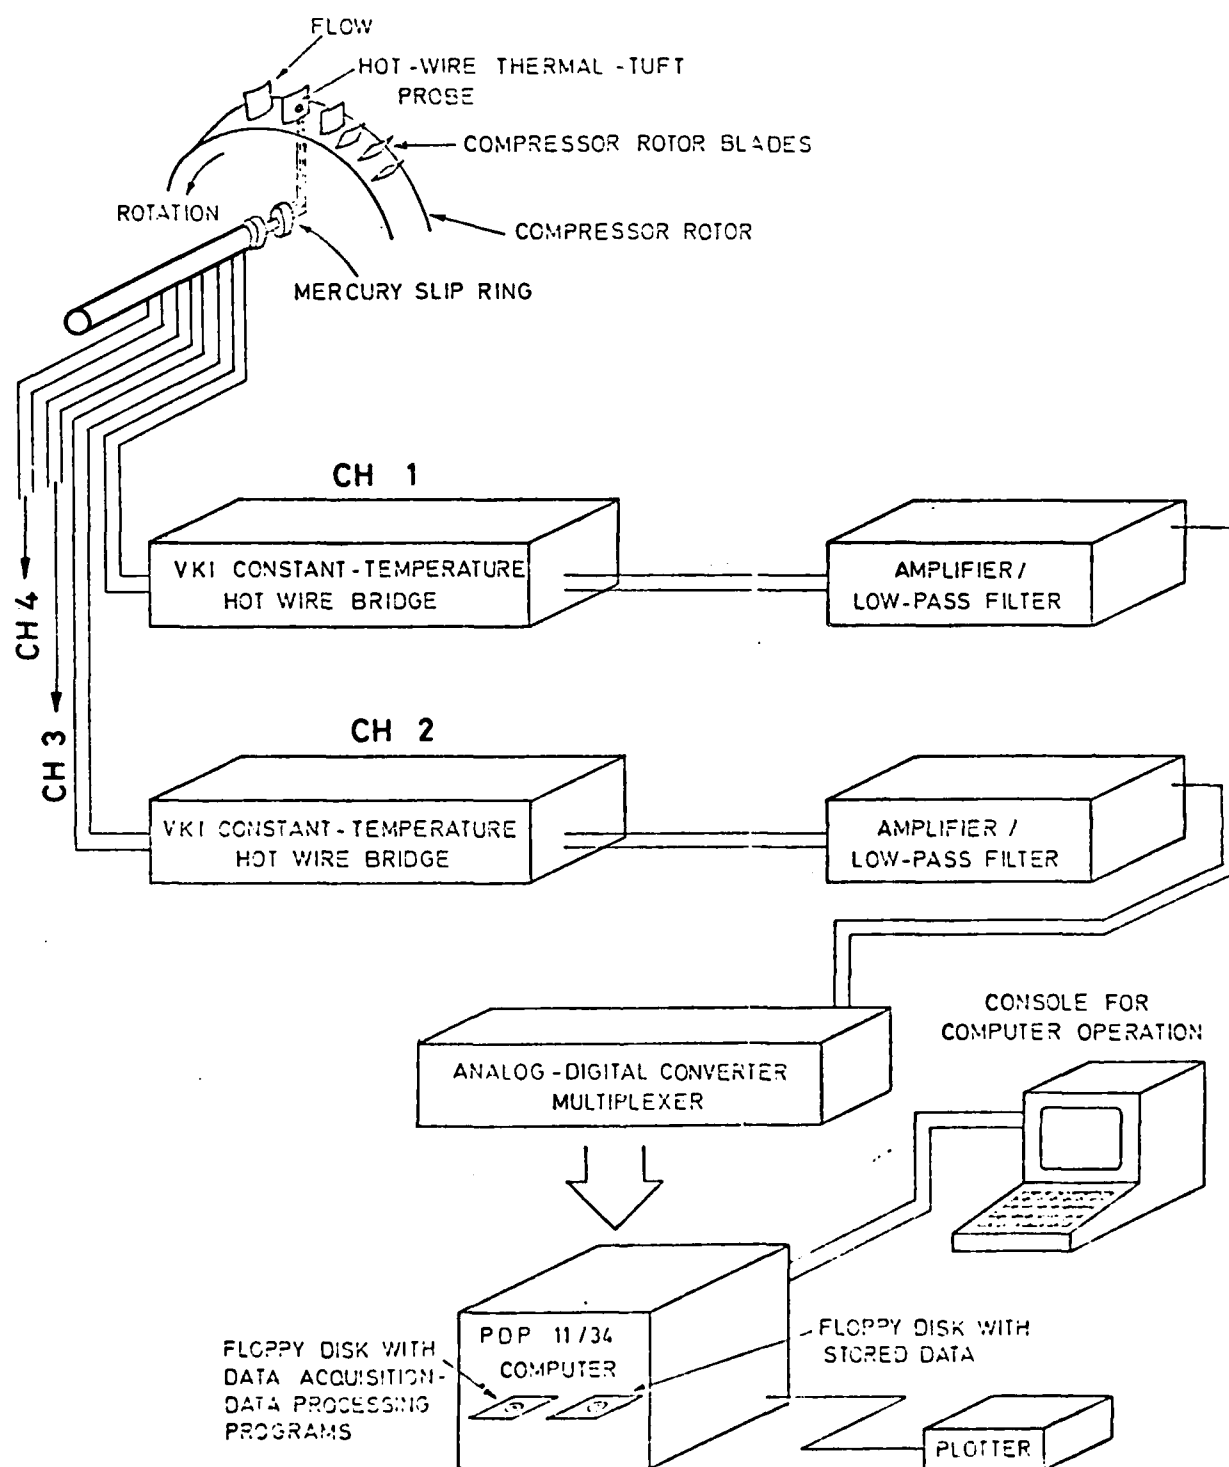 FLOW
HOT-WIRE THERMAL-TUFT
PROBE
COMPRESSOR ROTOR BLADES
ROTATION
COMPRESSOR ROTOR
MERCURY SLIP RING
CH 1
VKI CONSTANT-TEMPERATURE
HOT WIRE BRIDGE
AMPLIFIER/
LOW-PASS FILTER
CH 4
CH 3
CH 2
VKI CONSTANT-TEMPERATURE
HOT WIRE BRIDGE
AMPLIFIER/
LOW-PASS FILTER
CONSOLE FOR
COMPUTER OPERATION
ANALOG-DIGITAL CONVERTER
MULTIPLEXER
PDP 11/34
COMPUTER
FLOPPY DISK WITH
STORED DATA
FLOPPY DISK WITH
DATA ACQUISITION-
DATA PROCESSING
PROGRAMS
PLOTTER